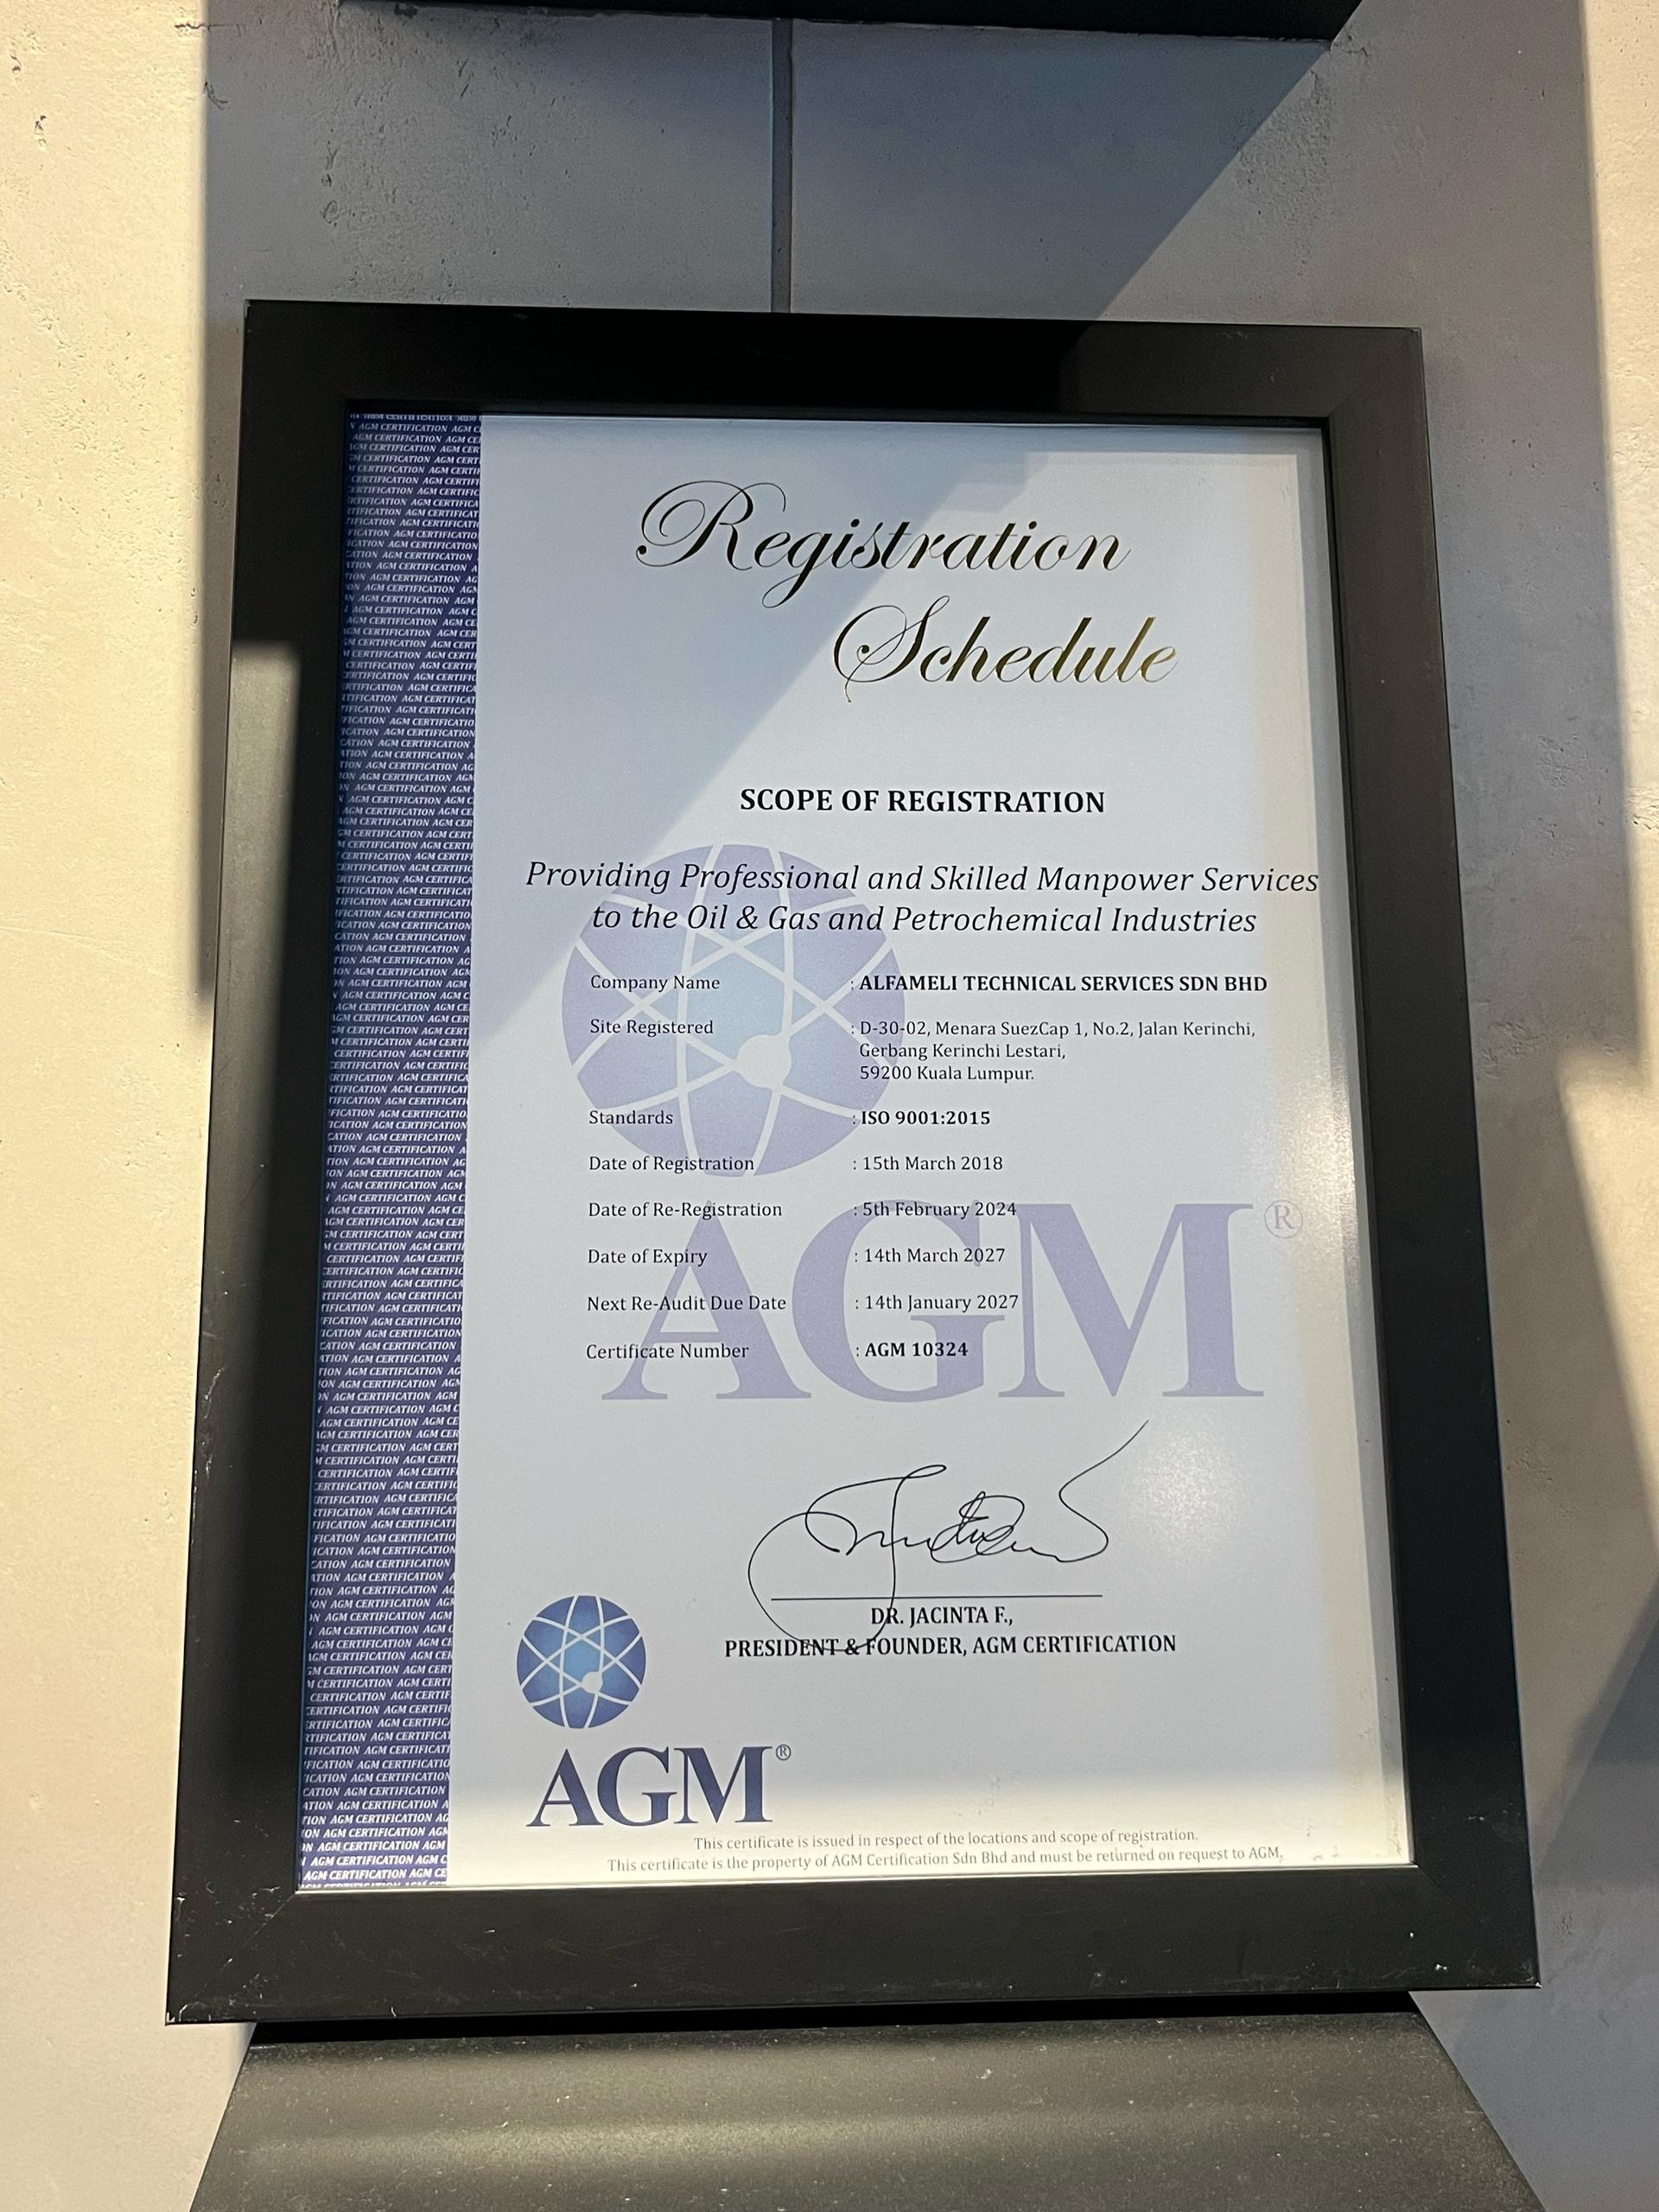 Registration
Schedule
SCOPE OF REGISTRATION
Providing Professional and Skilled Manpower Services
to the Oil & Gas and Petrochemical Industries
Company Name : ALFAMELI TECHNICAL SERVICES SDN BHD
Site Registered : D-30-02, Menara SuezCap 1, No.2, Jalan Kerinchi,
Gerbang Kerinchi Lestari,
59200 Kuala Lumpur.
Standards : ISO 9001:2015
Date of Registration : 15th March 2018
Date of Re-Registration : 5th February 2024
Date of Expiry : 14th March 2027
Next Re-Audit Due Date : 14th January 2027
Certificate Number : AGM 10324
AGM®
DR. JACINTA F.,
PRESIDENT & FOUNDER, AGM CERTIFICATION
AGM®
This certificate is issued in respect of the locations and scope of registration.
This certificate is the property of AGM Certification Sdn Bhd and must be returned on request to AGM.